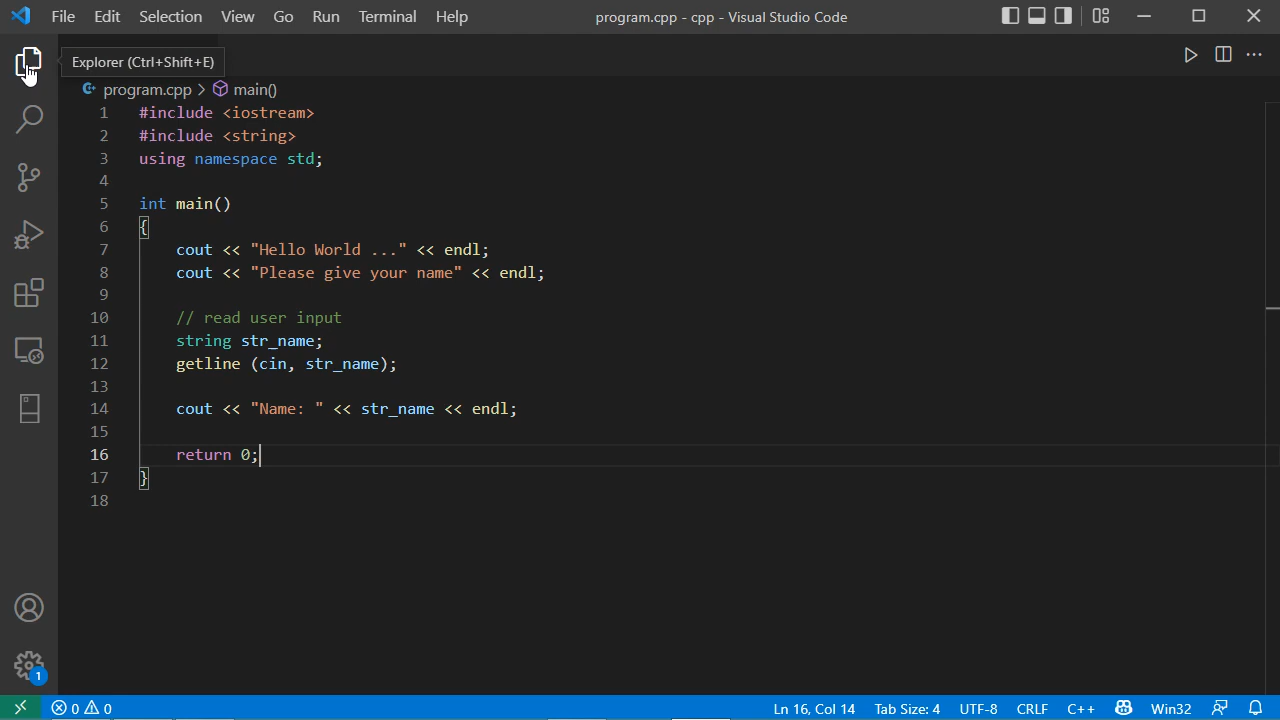 File Edit Selection View Go Run Terminal Help program.cpp - cpp - Visual Studio Code
Explorer (Ctrl+Shift+E)
program.cpp > main()
1 #include <iostream>
2 #include <string>
3 using namespace std;
4
5 int main()
6 {
7 cout << "Hello World ..." << endl;
8 cout << "Please give your name" << endl;
9
10 // read user input
11 string str_name;
12 getline (cin, str_name);
13
14 cout << "Name: " << str_name << endl;
15
16 return 0;
17 }
18
1
0 0 Ln 16, Col 14 Tab Size: 4 UTF-8 CRLF C++ Win32